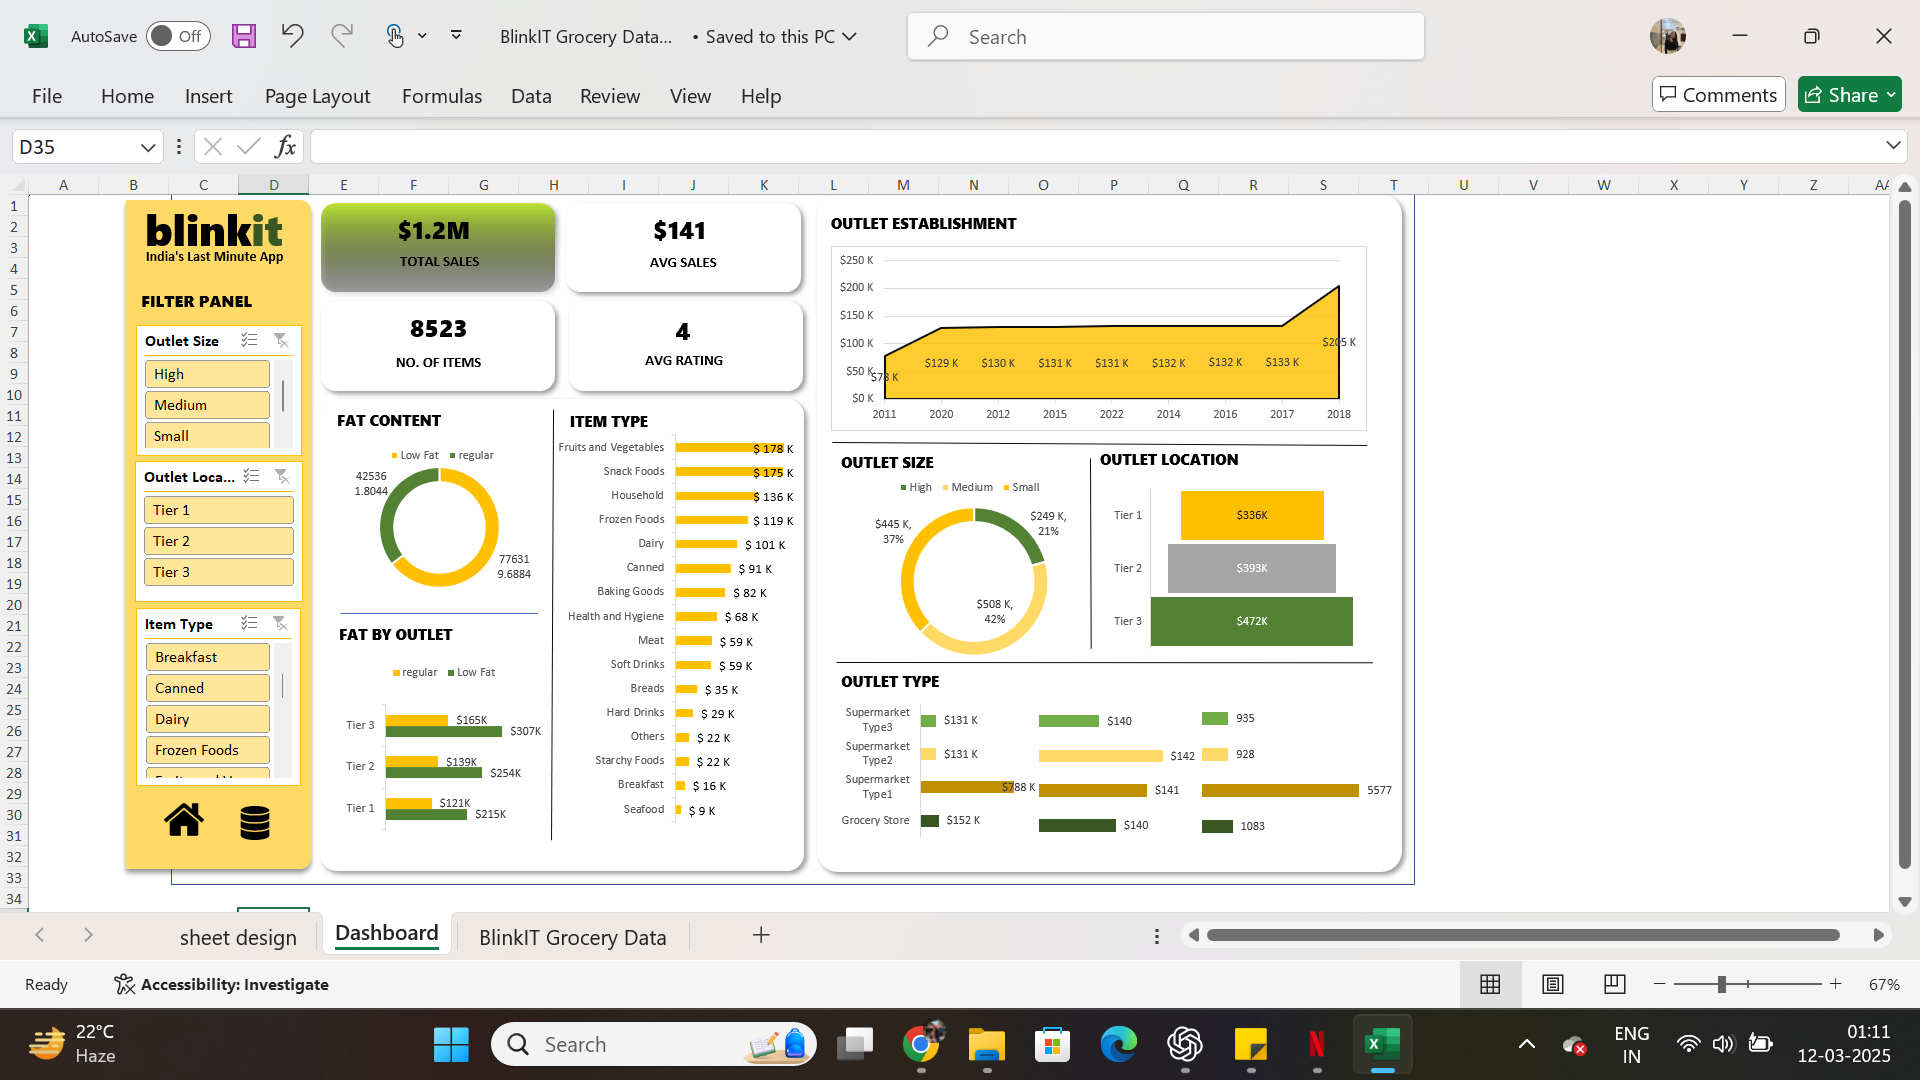 AutoSave
Off
BlinkIT Grocery Data... • Saved to this PC
Search
File Home Insert Page Layout Formulas Data Review View Help
Comments
Share
D35
fx
A B C D E F G H I J K L M N O P Q R S T U V W X Y Z
1
2
3
4
5
6
7
8
9
10
11
12
13
14
15
16
17
18
19
20
21
22
23
24
25
26
27
28
29
30
31
32
33
34
blinkit
India's Last Minute App
FILTER PANEL
Outlet Size
High
Medium
Small
Outlet Loca...
Tier 1
Tier 2
Tier 3
Item Type
Breakfast
Canned
Dairy
Frozen Foods
$1.2M
TOTAL SALES
$141
AVG SALES
8523
NO. OF ITEMS
4
AVG RATING
FAT CONTENT
Low Fat regular
42536
1.8044
77631
9.6884
FAT BY OUTLET
regular Low Fat
Tier 3 $165K
$307K
Tier 2 $139K
$254K
Tier 1 $121K
$215K
ITEM TYPE
Fruits and Vegetables $ 178 K
Snack Foods $ 175 K
Household $ 136 K
Frozen Foods $ 119 K
Dairy $ 101 K
Canned $ 91 K
Baking Goods $ 82 K
Health and Hygiene $ 68 K
Meat $ 59 K
Soft Drinks $ 59 K
Breads $ 35 K
Hard Drinks $ 29 K
Others $ 22 K
Starchy Foods $ 22 K
Breakfast $ 16 K
Seafood $ 9 K
OUTLET ESTABLISHMENT
$250 K
$200 K
$150 K
$100 K
$50 K
$0 K
$78 K $129 K $130 K $131 K $131 K $132 K $132 K $133 K $205 K
2011 2020 2012 2015 2022 2014 2016 2017 2018
OUTLET SIZE
High Medium Small
$445 K,
37%
$249 K,
21%
$508 K,
42%
OUTLET LOCATION
Tier 1 $336K
Tier 2 $393K
Tier 3 $472K
OUTLET TYPE
Supermarket
Type3 $131 K $140 935
Supermarket
Type2 $131 K $142 928
Supermarket
Type1 $788 K $141 5577
Grocery Store $152 K $140 1083
sheet design Dashboard BlinkIT Grocery Data
Ready
Accessibility: Investigate
67%
22°C
Haze
Search
ENG
IN
01:11
12-03-2025